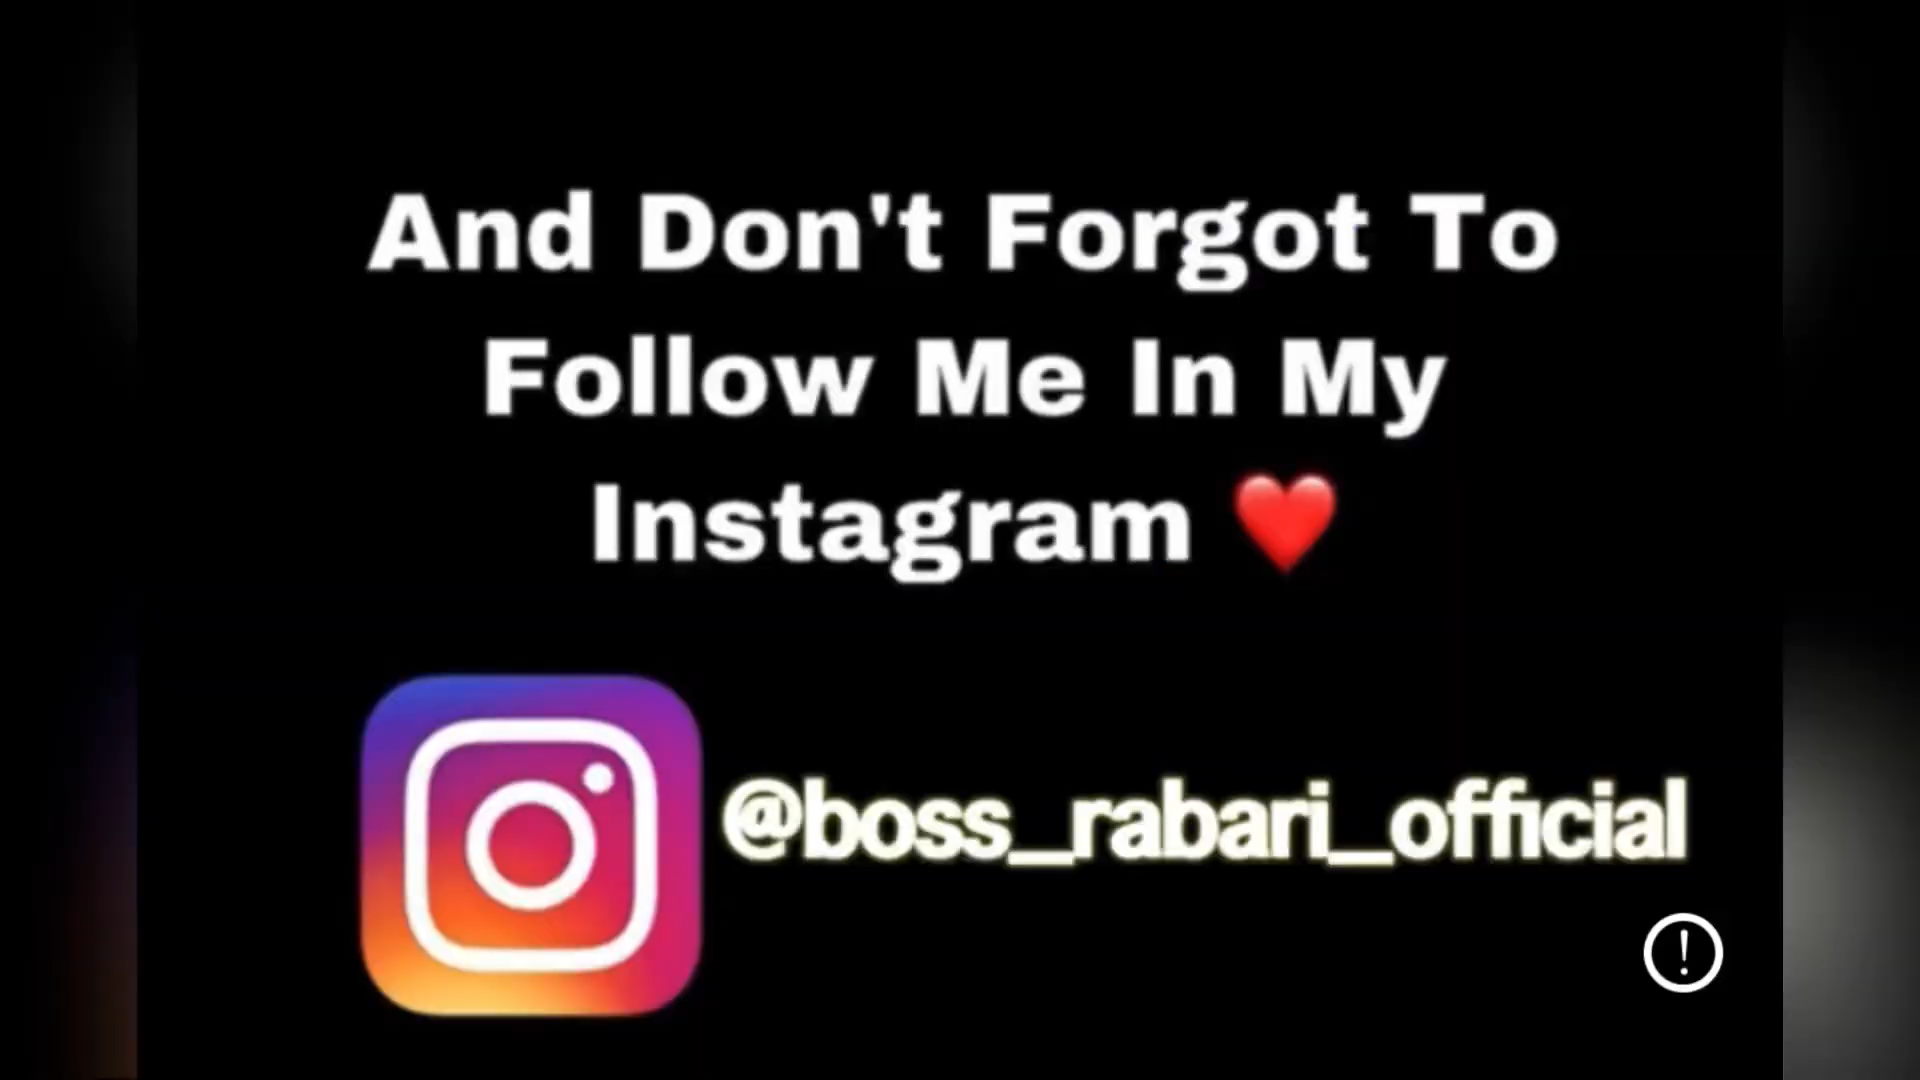 And Don't Forgot To
Follow Me In My
Instagram ❤️
@boss_rabari_official